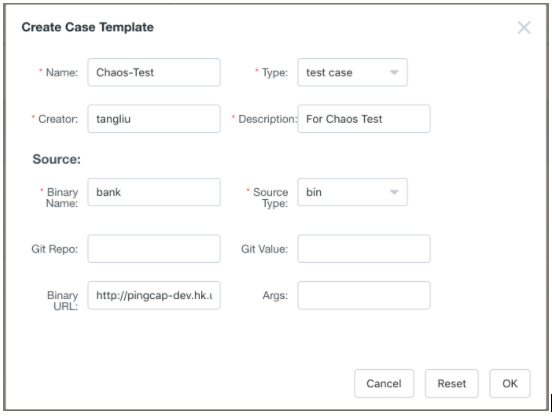 Create Case Template
* Name: Chaos-Test * Type: test case
* Creator: tangliu * Description: For Chaos Test
Source:
* Binary Name: bank * Source Type: bin
Git Repo: Git Value:
Binary URL: http://pingcap-dev.hk.u Args:
Cancel Reset OK